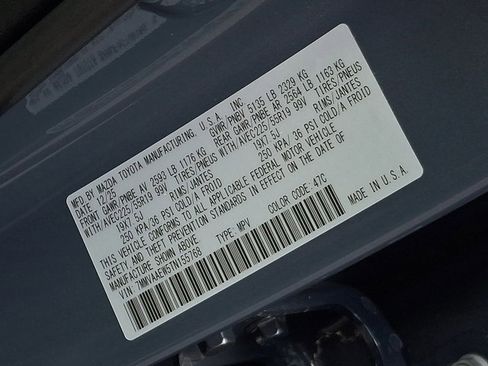 MFD. BY MAZDA TOYOTA MANUFACTURING, U.S.A., INC.
DATE: 12/25 GVWR/PNBV 5135 LB 2329 KG
FRONT GAWR/PNBE AV 2593 LB 1176 KG REAR GAWR/PNBE AR 2564 LB 1163 KG
WITH/AVEC225/55R19 99V TIRES/PNEUS WITH/AVEC225/55R19 99V TIRES/PNEUS
19X7.5J RIMS/JANTES 19X7.5J RIMS/JANTES
250 KPA/36 PSI.COLD/A FROID 250 KPA/36 PSI.COLD/A FROID
THIS VEHICLE CONFORMS TO ALL APPLICABLE FEDERAL MOTOR VEHICLE
SAFETY AND THEFT PREVENTION STANDARDS IN EFFECT ON THE DATE OF
MANUFACTURE SHOWN ABOVE.
VIN: TYPE: MPV COLOR CODE: 47C
MADE IN U.S.A.